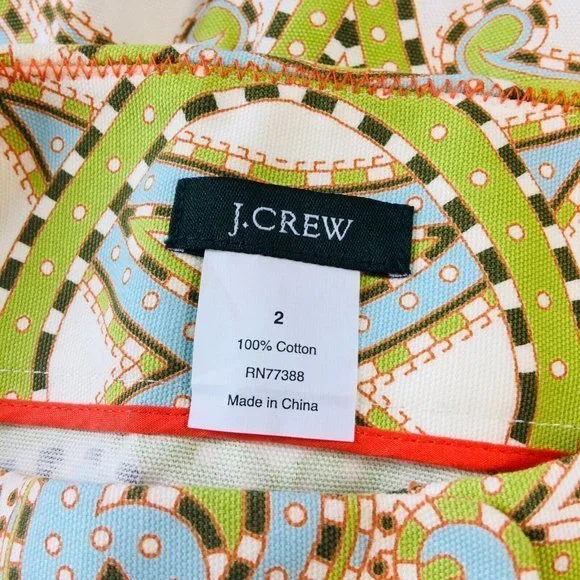 J.CREW
2
100% Cotton
RN77388
Made in China